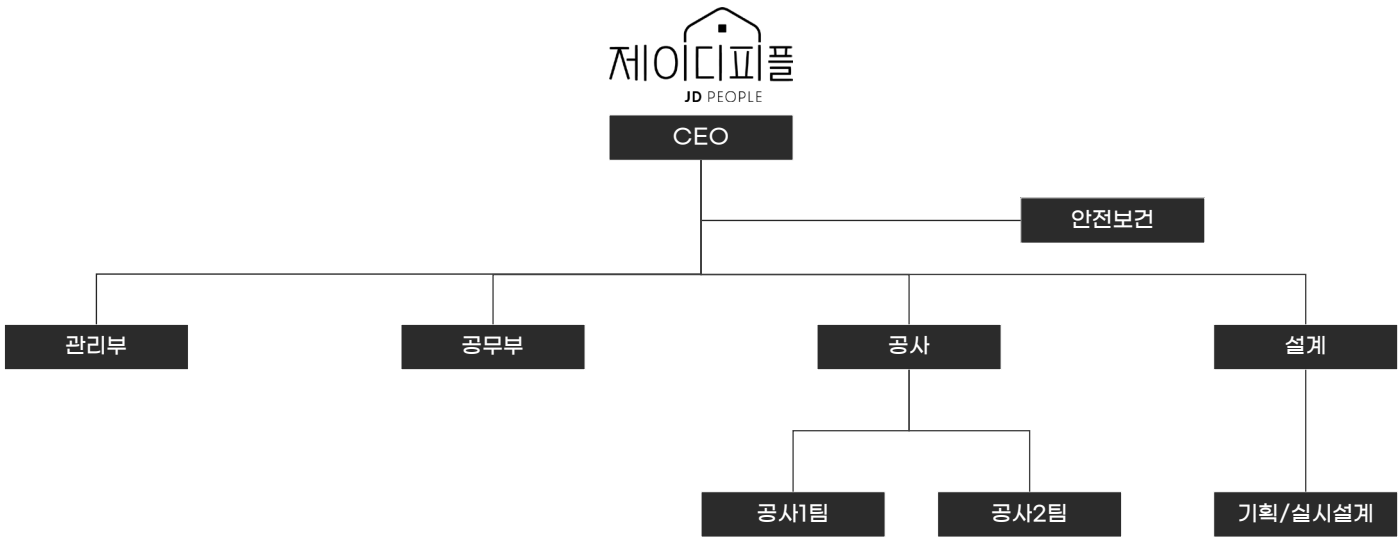 제이디피플
JD PEOPLE
CEO
안전보건
관리부
공무부
공사
설계
공사1팀
공사2팀
기획/실시설계